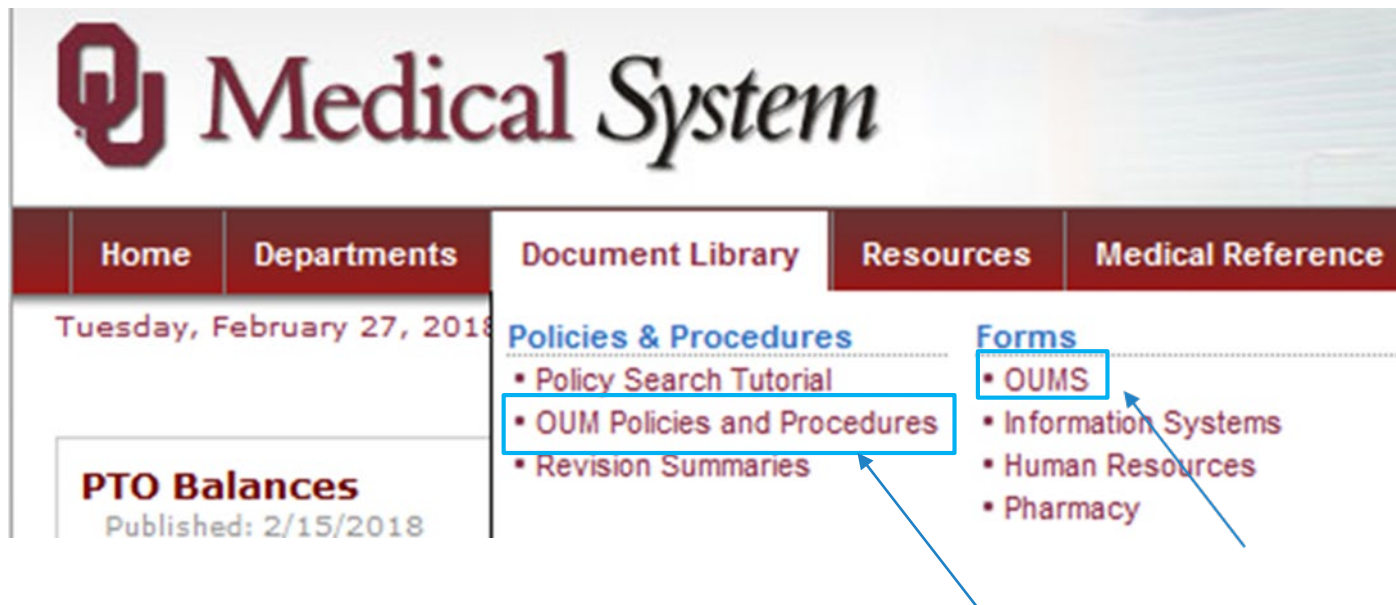 OU Medical System
Home Departments Document Library Resources Medical Reference
Tuesday, February 27, 2018
Policies & Procedures
• Policy Search Tutorial
• OUM Policies and Procedures
• Revision Summaries
Forms
• OUMS
• Information Systems
• Human Resources
• Pharmacy
PTO Balances
Published: 2/15/2018